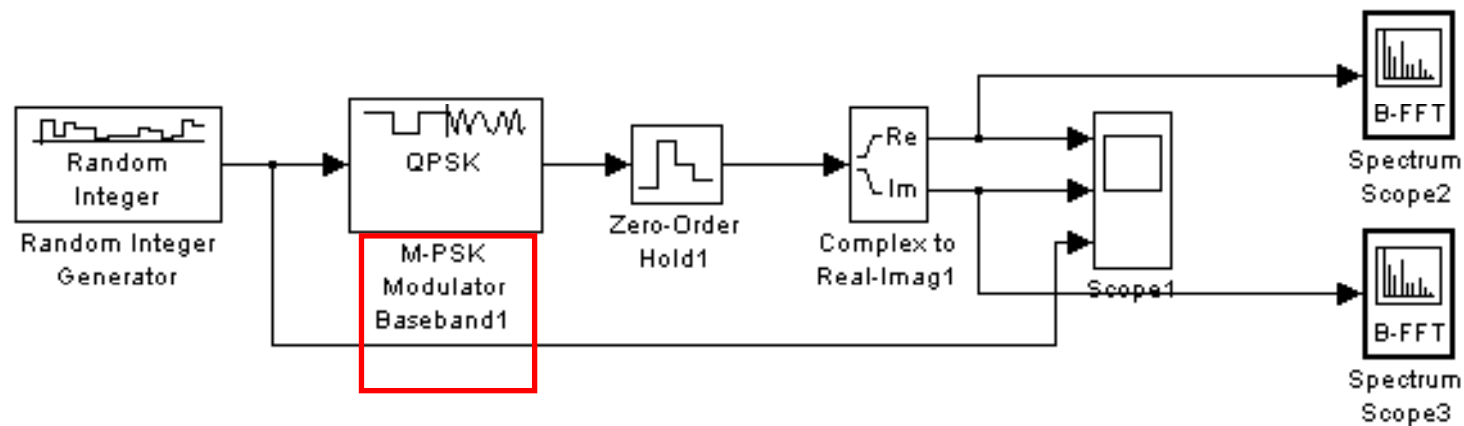 Random
Integer
Random Integer
Generator
QPSK
M-PSK
Modulator
Baseband1
Zero-Order
Hold1
Re
Im
Complex to
Real-Imag1
Scope1
B-FFT
Spectrum
Scope2
B-FFT
Spectrum
Scope3